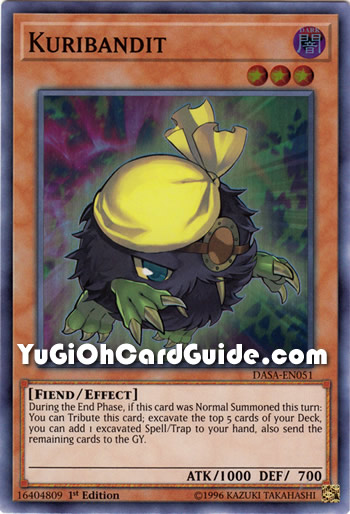 KURIBANDIT
DARK
闇
YuGiOhCardGuide.com
DASA-EN051
[FIEND/EFFECT]
During the End Phase, if this card was Normal Summoned this turn:
You can Tribute this card; excavate the top 5 cards of your Deck,
you can add 1 excavated Spell/Trap to your hand, also send the
remaining cards to the GY.
ATK/1000 DEF/ 700
16404809 1st Edition ©1996 KAZUKI TAKAHASHI